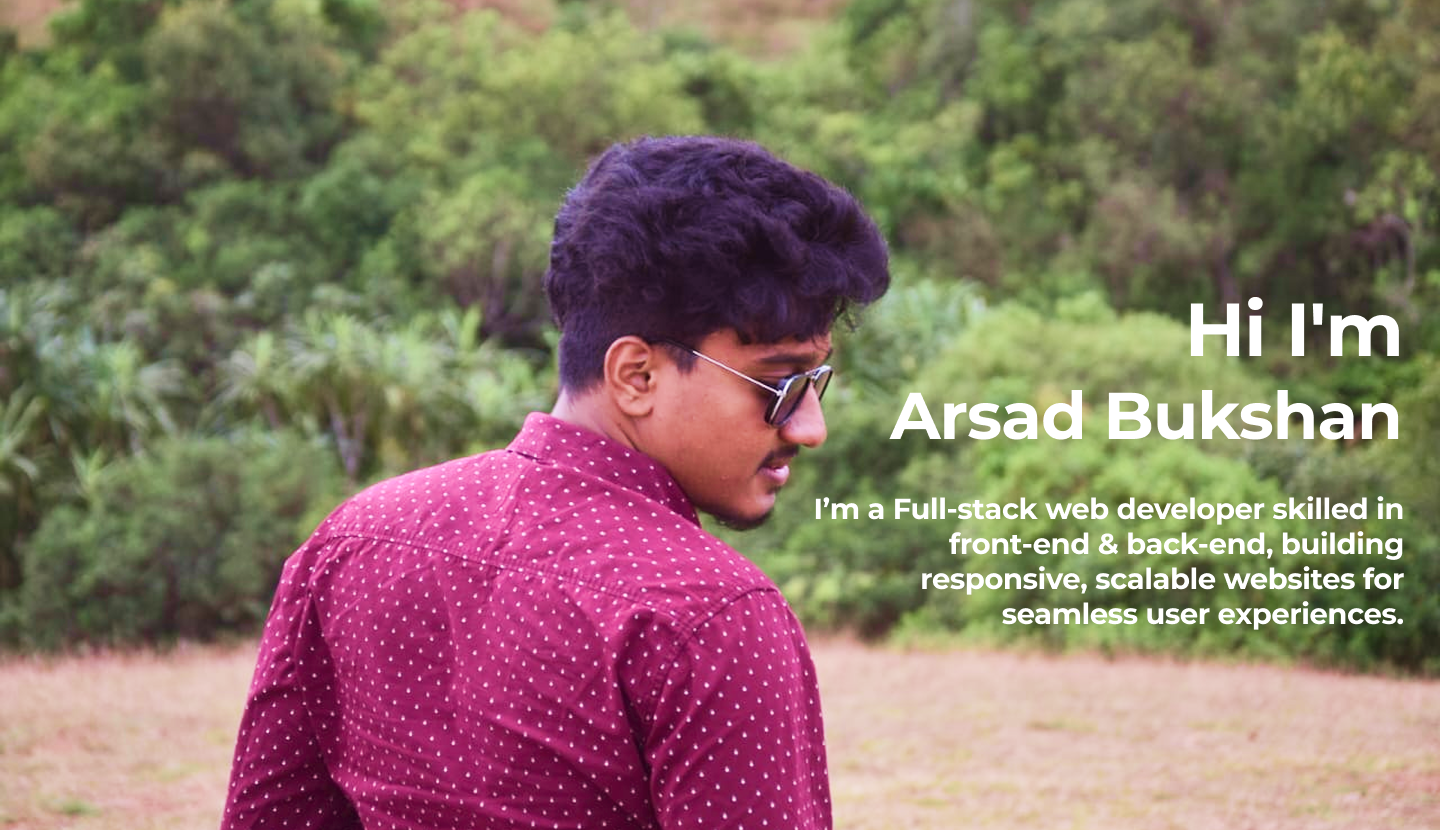 Hi I'm
Arsad Bukshan
I’m a Full-stack web developer skilled in
front-end & back-end, building
responsive, scalable websites for
seamless user experiences.